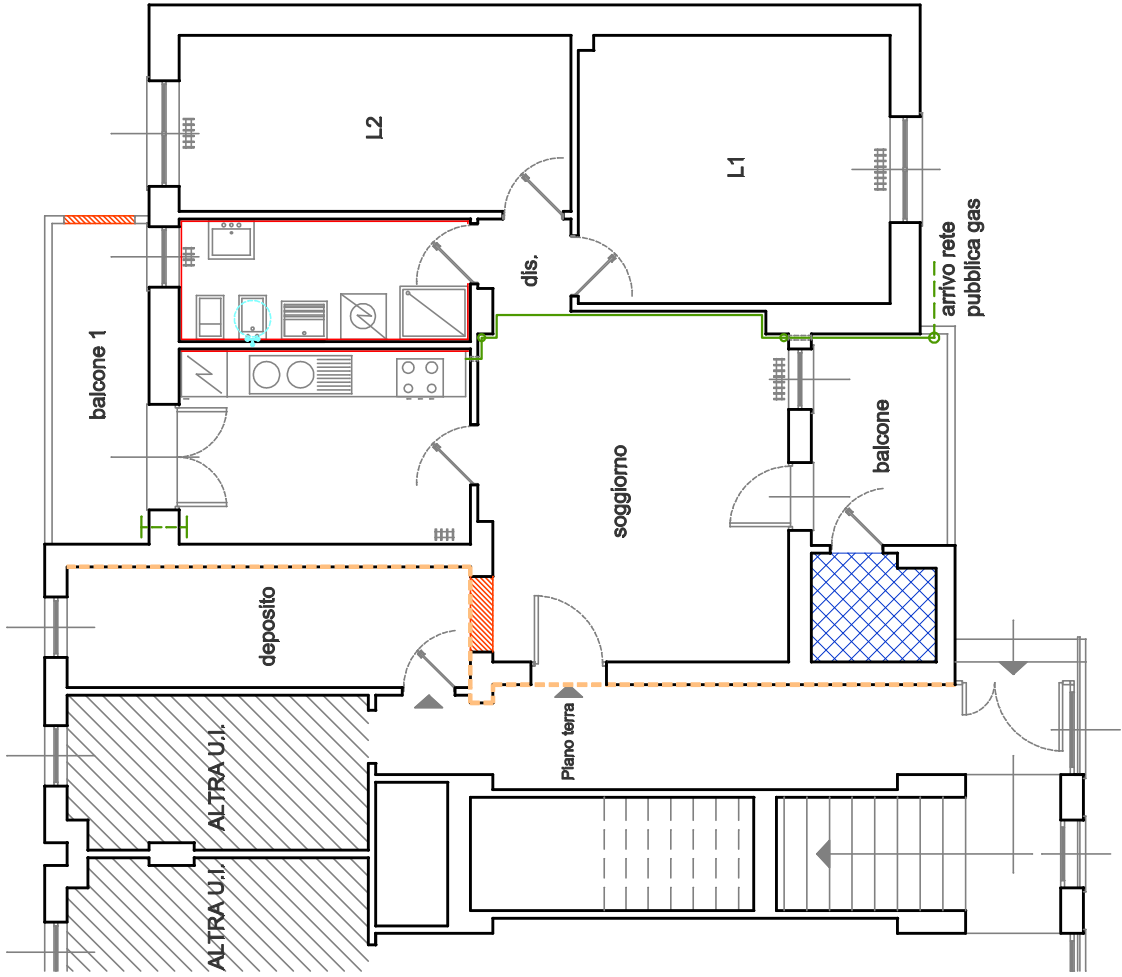 L2
L1
dis.
arrivo rete
pubblica gas
balcone 1
balcone
soggiorno
deposito
Piano terra
ALTRA U.I.
ALTRA U.I.